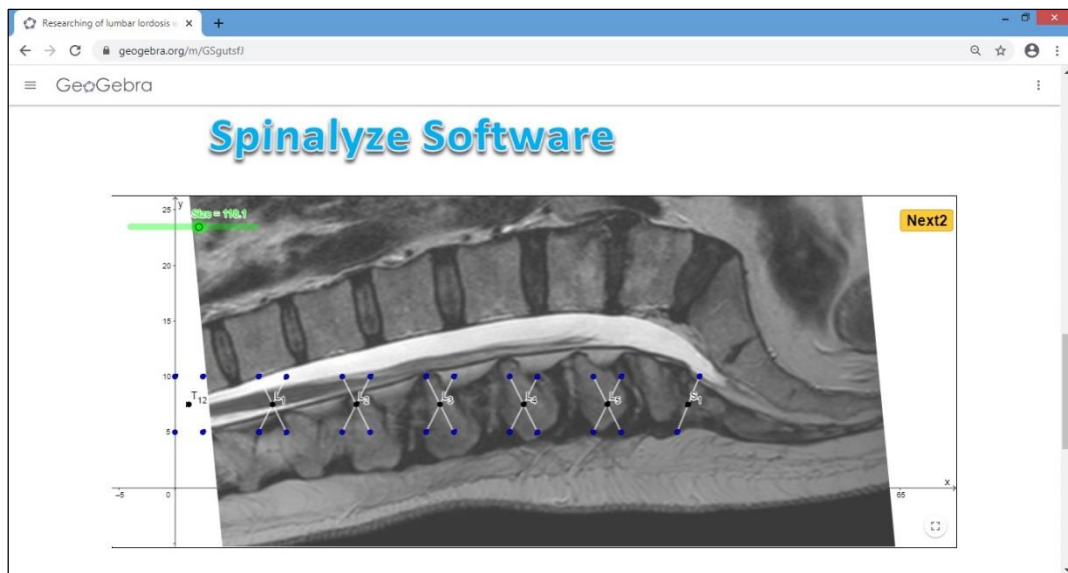 Researching of lumbar lordosis
geogebra.org/m/GSgutsfJ
GeoGebra
Spinalyze Software
25 y
Size = 118.1
Next2
20
15
10
T12 L1 L2 L3 L4 L5 S1
5
x
-5 0 65